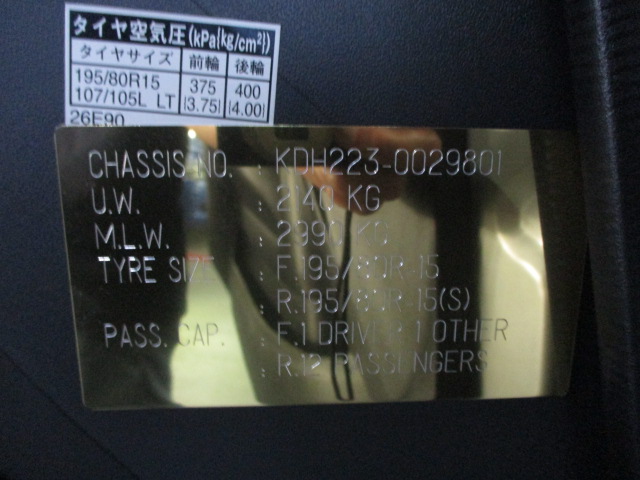 タイヤ空気圧(kPa{kg/cm²})
タイヤサイズ 前輪 後輪
195/80R15 375 400
107/105L LT {3.75} {4.00}
26E90
CHASSIS NO. : KDH223-0029801
U.W. : 2140 KG
M.L.W. : 2990 KG
TYRE SIZE : F.195/80R-15
R.195/80R-15(S)
PASS. CAP. : F.1 DRIVER 1 OTHER
: R.12 PASSENGERS